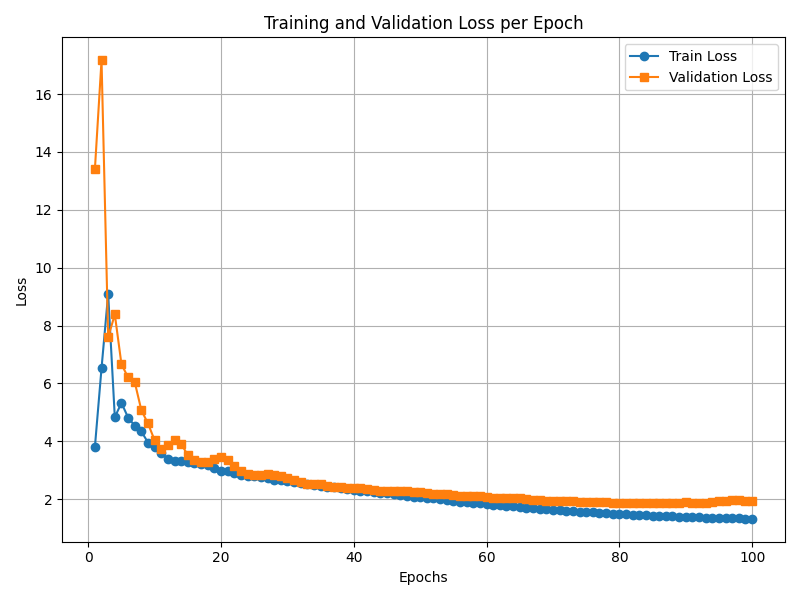 Training and Validation Loss per Epoch
Train Loss
Validation Loss
16
14
12
10
8
6
4
2
Loss
0 20 40 60 80 100
Epochs